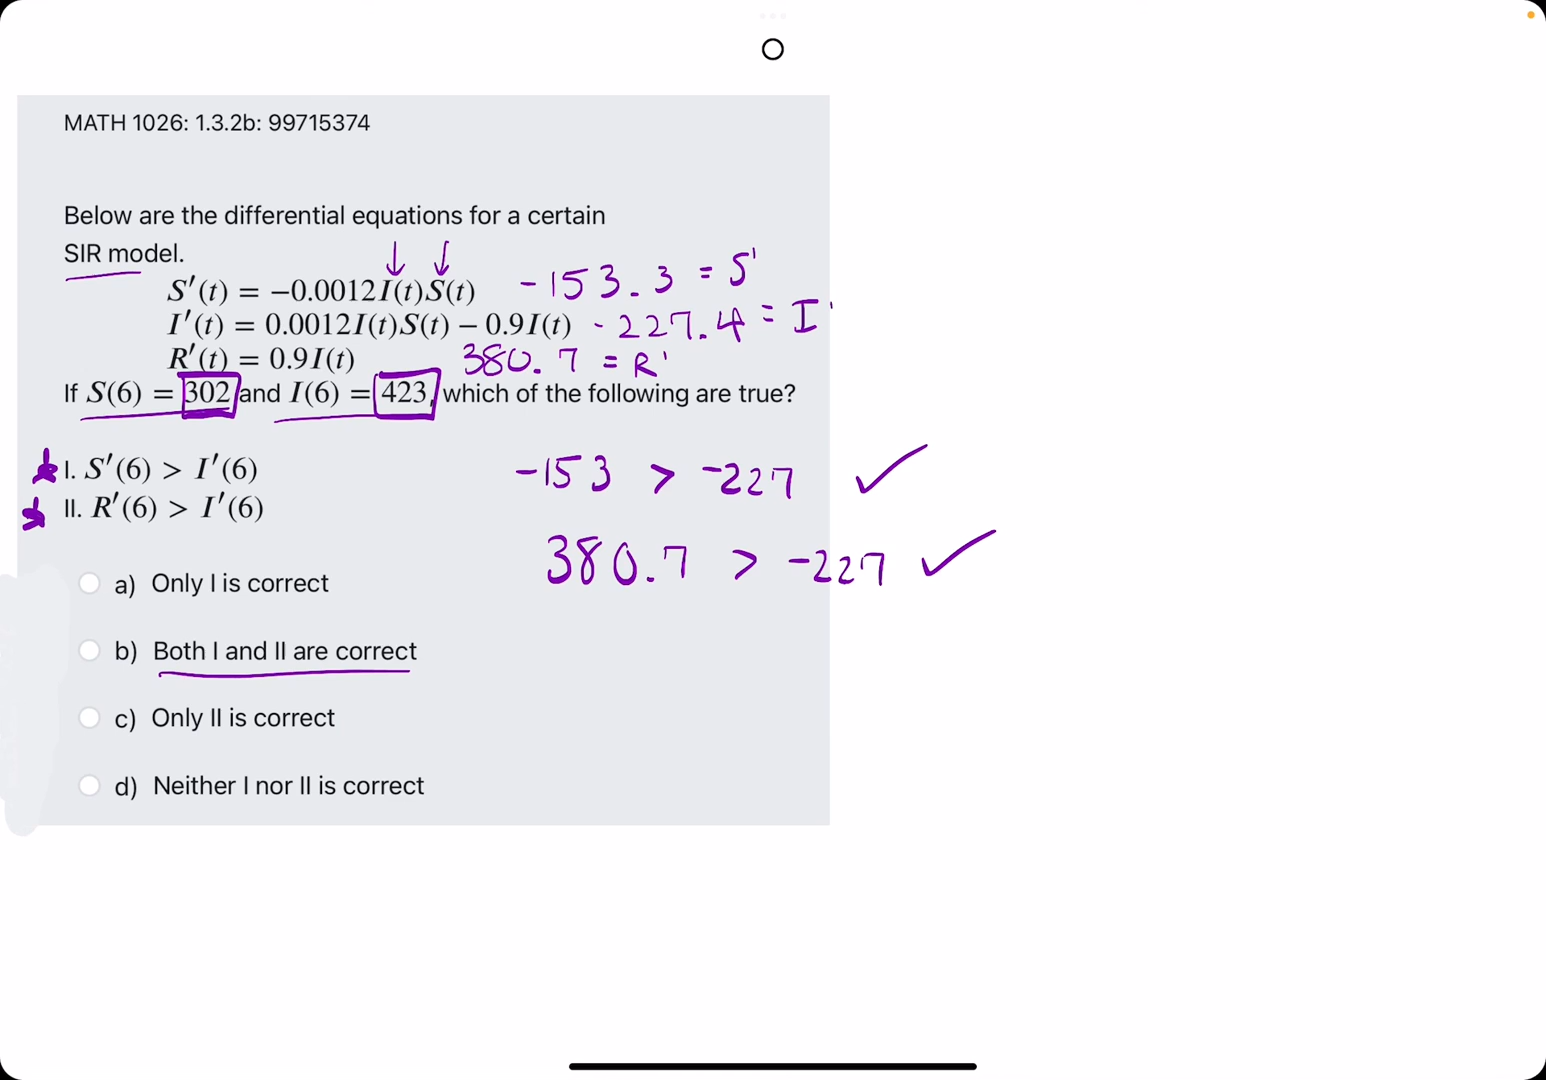 MATH 1026: 1.3.2b: 99715374
Below are the differential equations for a certain
SIR model.
S′(t) = −0.0012I(t)S(t) -153.3 = S'
I′(t) = 0.0012I(t)S(t) − 0.9I(t) -227.4 = I'
R′(t) = 0.9I(t) 380.7 = R'
If S(6) = 302 and I(6) = 423, which of the following are true?
I. S′(6) > I′(6) -153 > -227 ✓
II. R′(6) > I′(6)
380.7 > -227 ✓
a) Only I is correct
b) Both I and II are correct
c) Only II is correct
d) Neither I nor II is correct